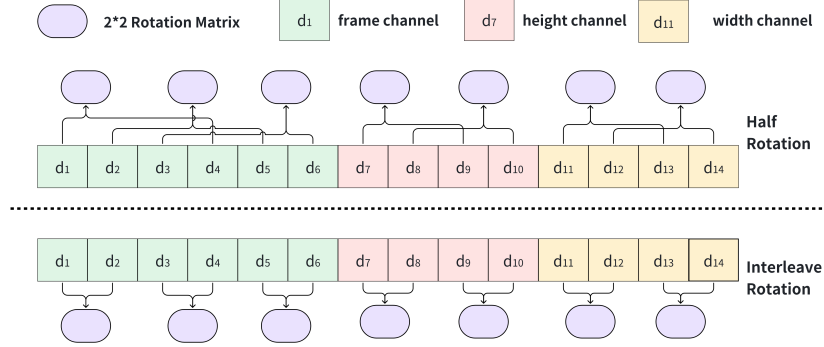 2*2 Rotation Matrix
d1 frame channel
d7 height channel
d11 width channel
Half
Rotation
d1 d2 d3 d4 d5 d6 d7 d8 d9 d10 d11 d12 d13 d14
d1 d2 d3 d4 d5 d6 d7 d8 d9 d10 d11 d12 d13 d14
Interleave
Rotation